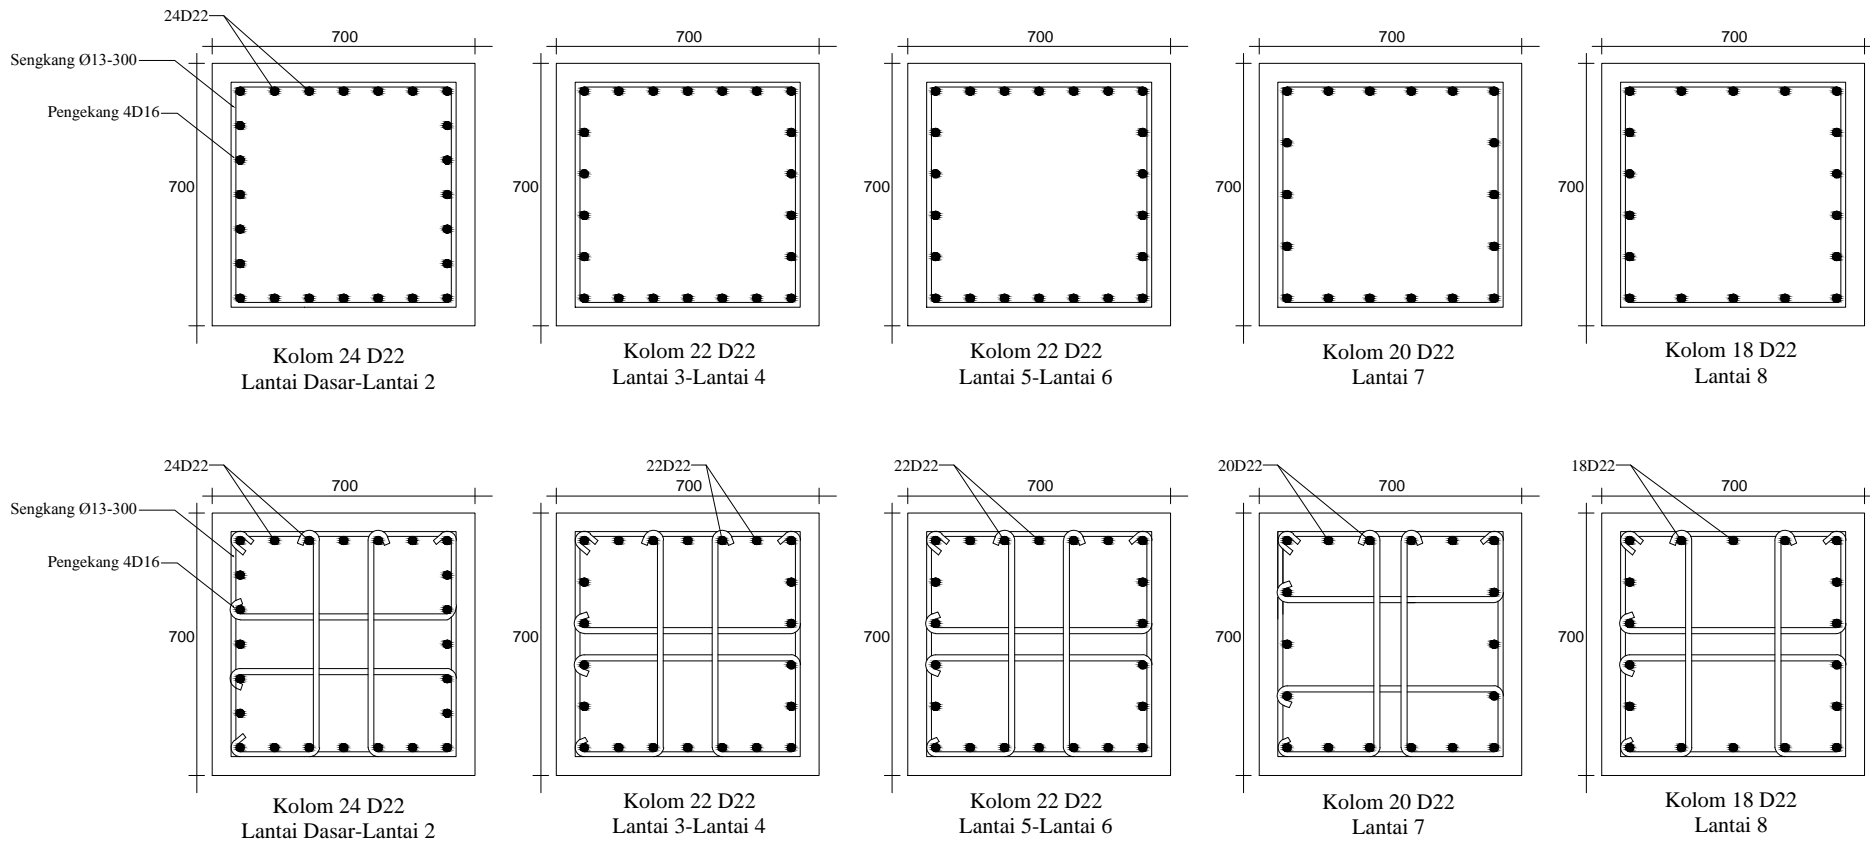 24D22
700
700
700
700
700
Sengkang Ø13-300
Pengekang 4D16
700
700
700
700
700
Kolom 24 D22
Lantai Dasar-Lantai 2
Kolom 22 D22
Lantai 3-Lantai 4
Kolom 22 D22
Lantai 5-Lantai 6
Kolom 20 D22
Lantai 7
Kolom 18 D22
Lantai 8
24D22
22D22
22D22
20D22
18D22
700
700
700
700
700
Sengkang Ø13-300
Pengekang 4D16
700
700
700
700
700
Kolom 24 D22
Lantai Dasar-Lantai 2
Kolom 22 D22
Lantai 3-Lantai 4
Kolom 22 D22
Lantai 5-Lantai 6
Kolom 20 D22
Lantai 7
Kolom 18 D22
Lantai 8